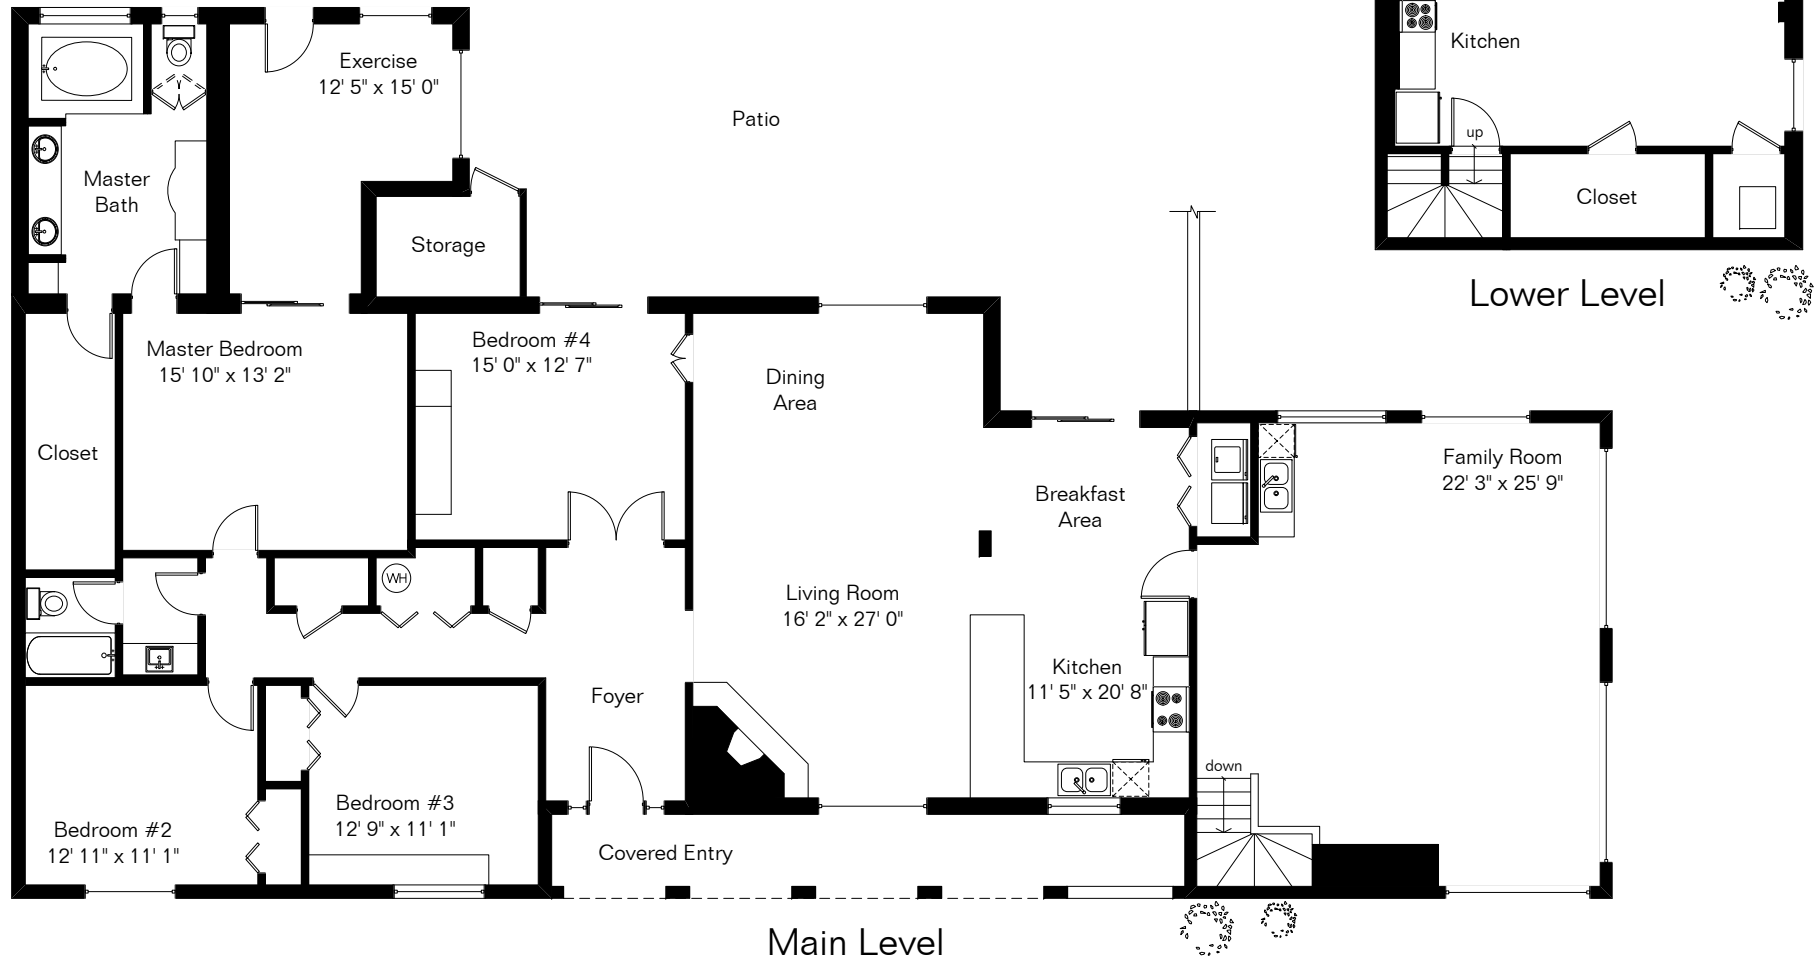 Exercise
12' 5" x 15' 0"
Patio
Kitchen
up
Master
Bath
Storage
Closet
Lower Level
Master Bedroom
15' 10" x 13' 2"
Bedroom #4
15' 0" x 12' 7"
Dining
Area
Closet
Family Room
22' 3" x 25' 9"
Breakfast
Area
WH
Living Room
16' 2" x 27' 0"
Kitchen
11' 5" x 20' 8"
Foyer
down
Bedroom #3
12' 9" x 11' 1"
Bedroom #2
12' 11" x 11' 1"
Covered Entry
Main Level